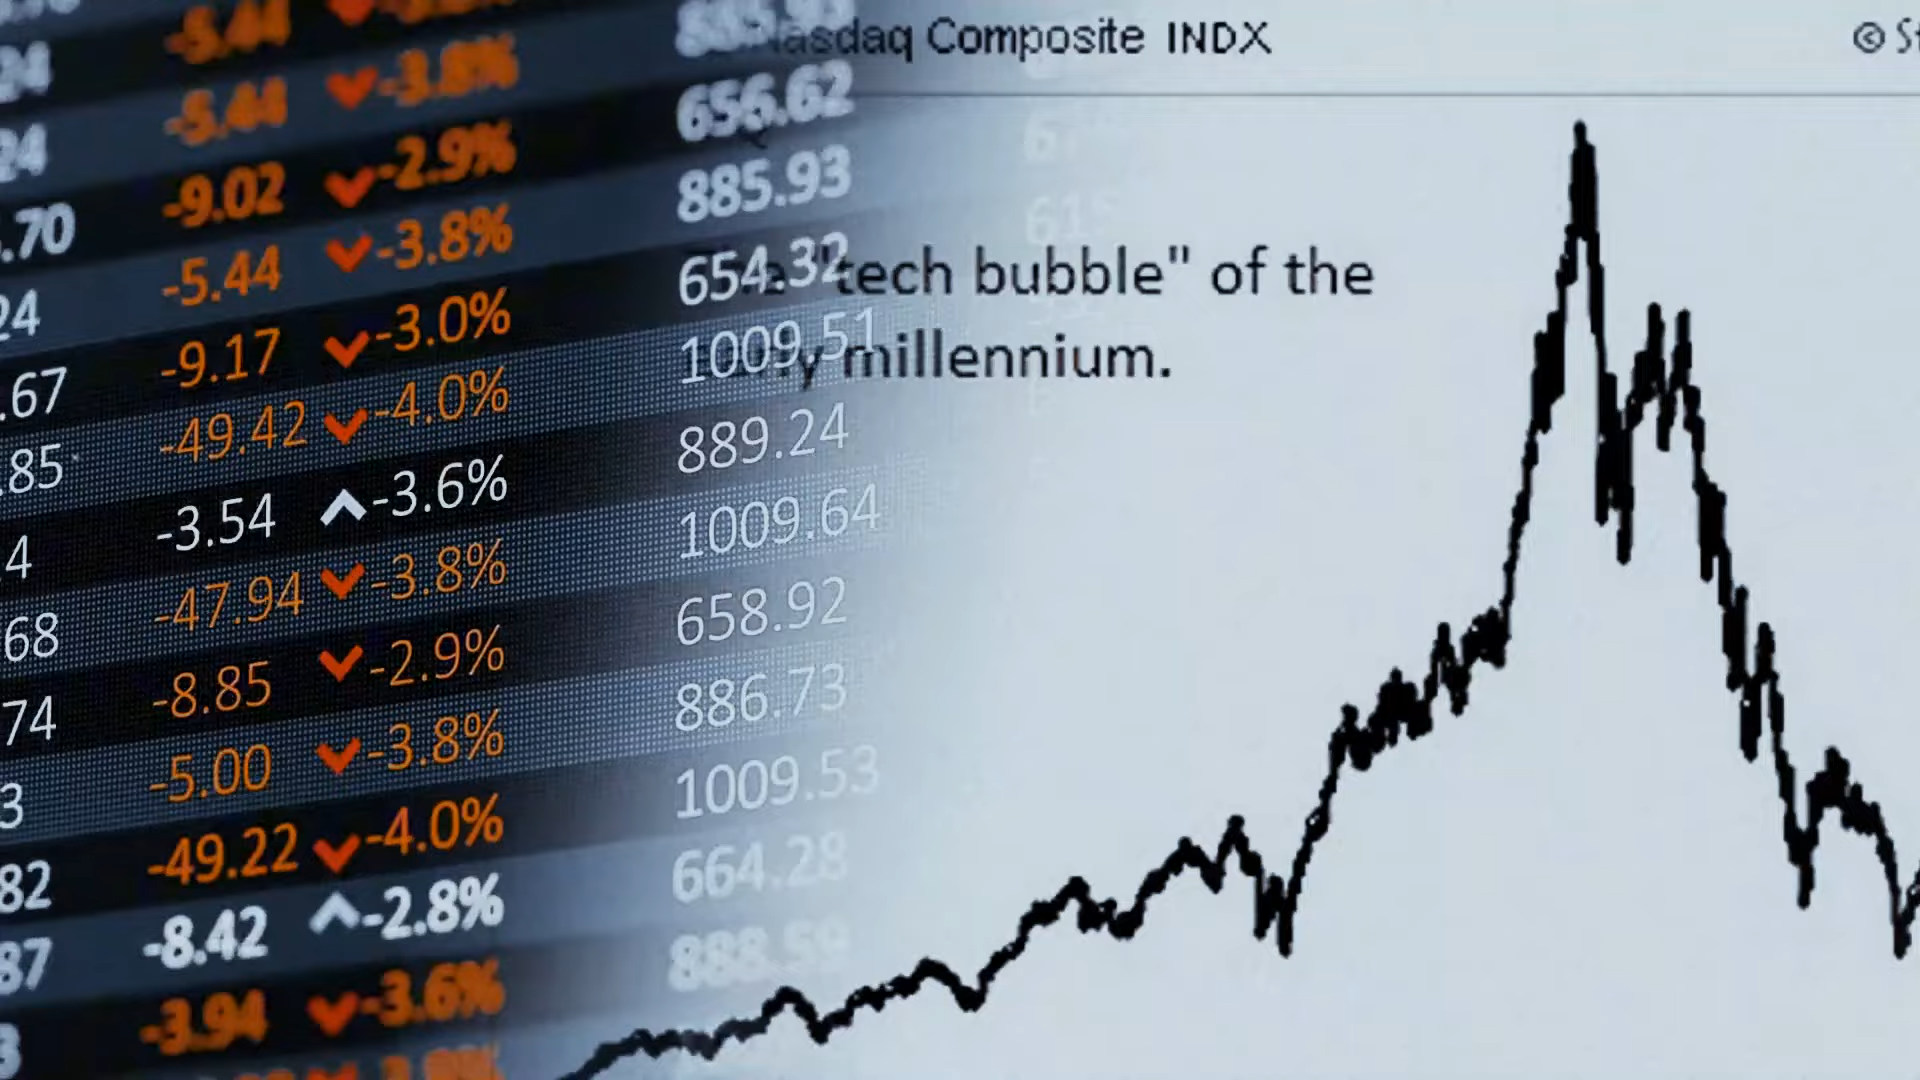 -5.44
24 -5.44 -3.8% 656.62
24 -9.02 -2.9% 885.93
.70 -5.44 -3.8% 654.32
24 -9.17 -3.0% 1009.51
.67 -49.42 -4.0% 889.24
.85 -3.54 -3.6% 1009.64
4 -47.94 -3.8% 658.92
68 -8.85 -2.9% 886.73
74 -5.00 -3.8% 1009.53
3 -49.22 -4.0% 664.28
82 -8.42 -2.8% 888.59
87 -3.94 -3.6%
3
Nasdaq Composite INDX
©
"tech bubble" of the
millennium.